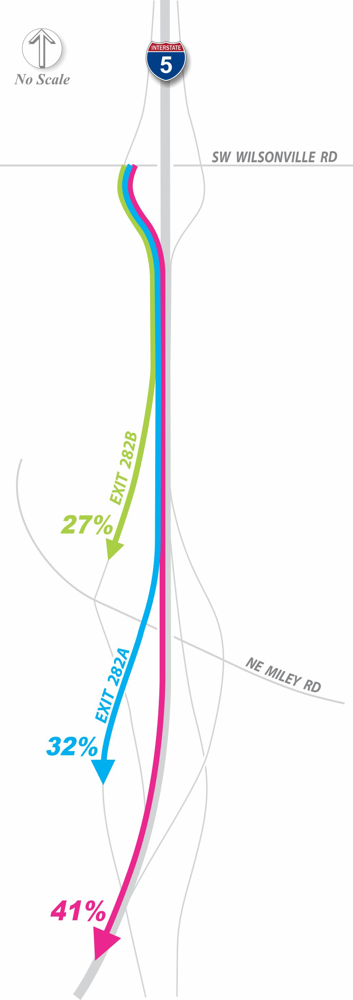 INTERSTATE
5
No Scale
SW WILSONVILLE RD
EXIT 282B
27%
NE MILEY RD
EXIT 282A
32%
41%